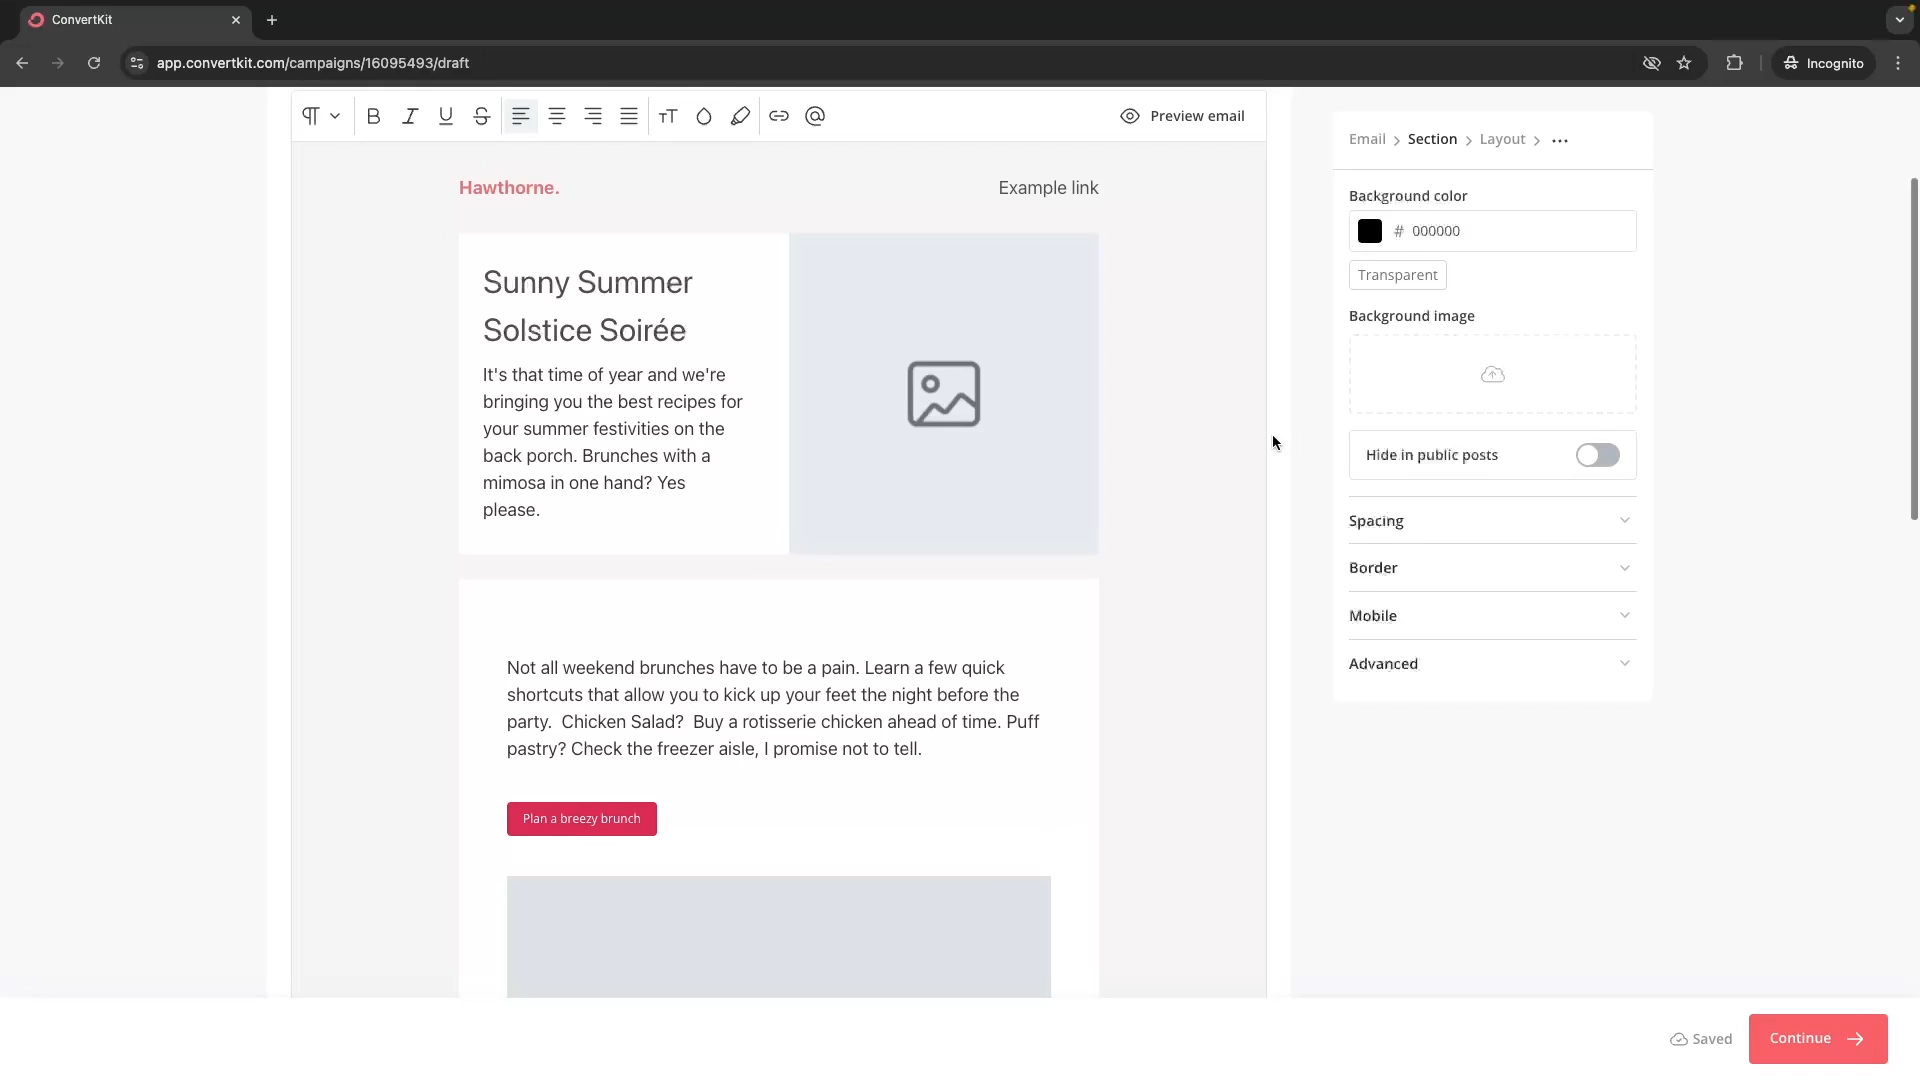 ConvertKit
app.convertkit.com/campaigns/16095493/draft
Incognito
Preview email
Email > Section > Layout > ...
Hawthorne.
Example link
Sunny Summer
Solstice Soirée
It's that time of year and we're
bringing you the best recipes for
your summer festivities on the
back porch. Brunches with a
mimosa in one hand? Yes
please.
Not all weekend brunches have to be a pain. Learn a few quick
shortcuts that allow you to kick up your feet the night before the
party.  Chicken Salad?  Buy a rotisserie chicken ahead of time. Puff
pastry? Check the freezer aisle, I promise not to tell.
Plan a breezy brunch
Background color
# 000000
Transparent
Background image
Hide in public posts
Spacing
Border
Mobile
Advanced
Saved
Continue